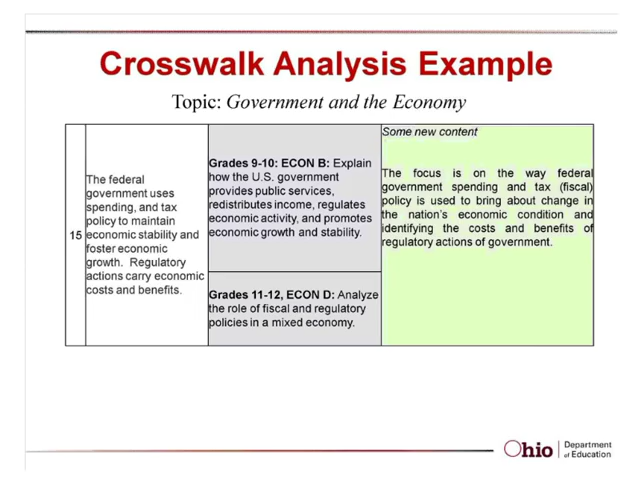 Crosswalk Analysis Example
Topic: Government and the Economy
15
The federal
government uses
spending, and tax
policy to maintain
economic stability and
foster economic
growth. Regulatory
actions carry economic
costs and benefits.
Grades 9-10: ECON B: Explain
how the U.S. government
provides public services,
redistributes income, regulates
economic activity, and promotes
economic growth and stability.
Grades 11-12, ECON D: Analyze
the role of fiscal and regulatory
policies in a mixed economy.
Some new content
The focus is on the way federal
government spending and tax (fiscal)
policy is used to bring about change in
the nation's economic condition and
identifying the costs and benefits of
regulatory actions of government.
Ohio
Department
of Education